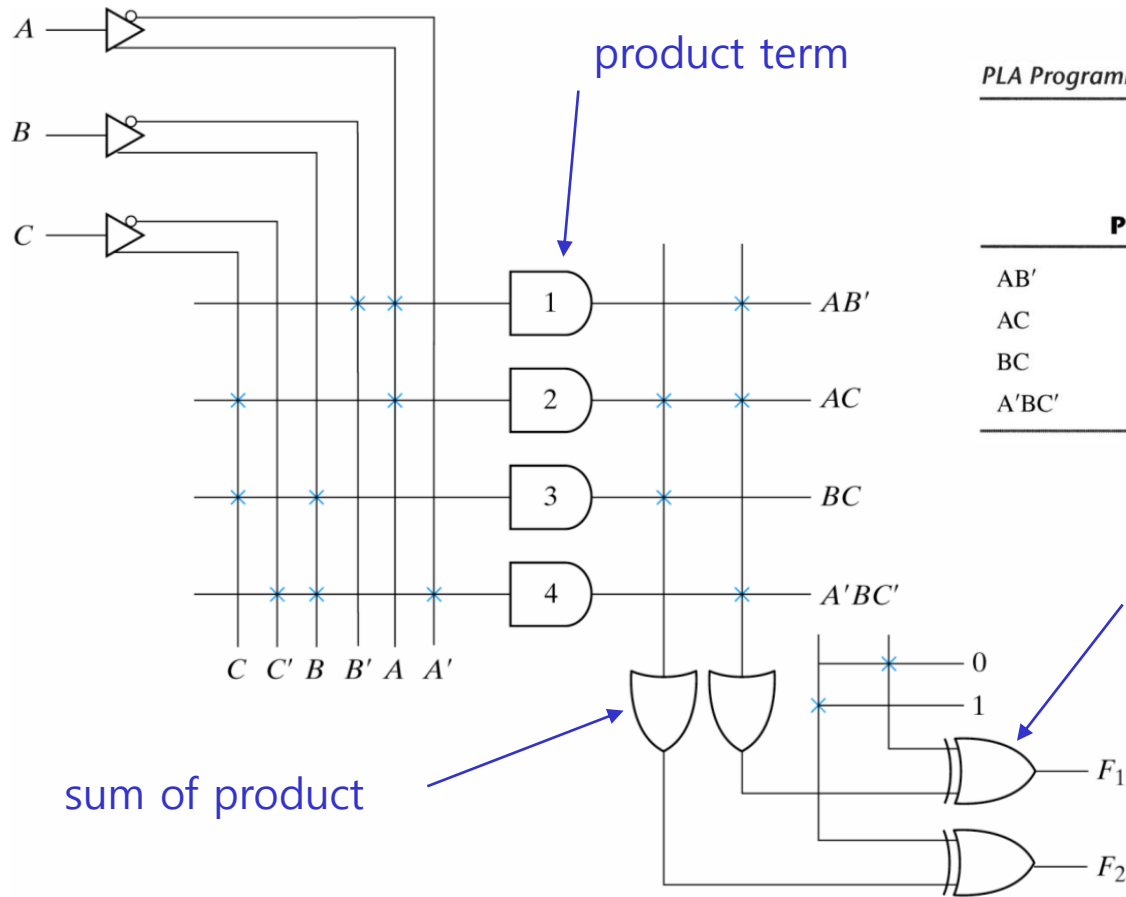 A
product term
PLA Program
B
C
P
1
AB'
AB'
2
AC
AC
BC
3
BC
A'BC'
4
A'BC'
C C' B B' A A'
0
1
sum of product
F1
F2